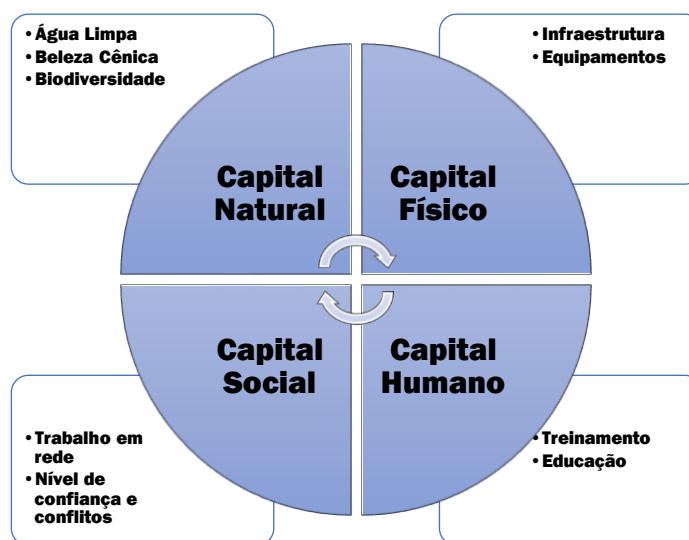 • Água Limpa
• Beleza Cênica
• Biodiversidade
• Infraestrutura
• Equipamentos
Capital
Natural
Capital
Físico
Capital
Social
Capital
Humano
• Trabalho em
rede
• Nível de
confiança e
conflitos
• Treinamento
• Educação